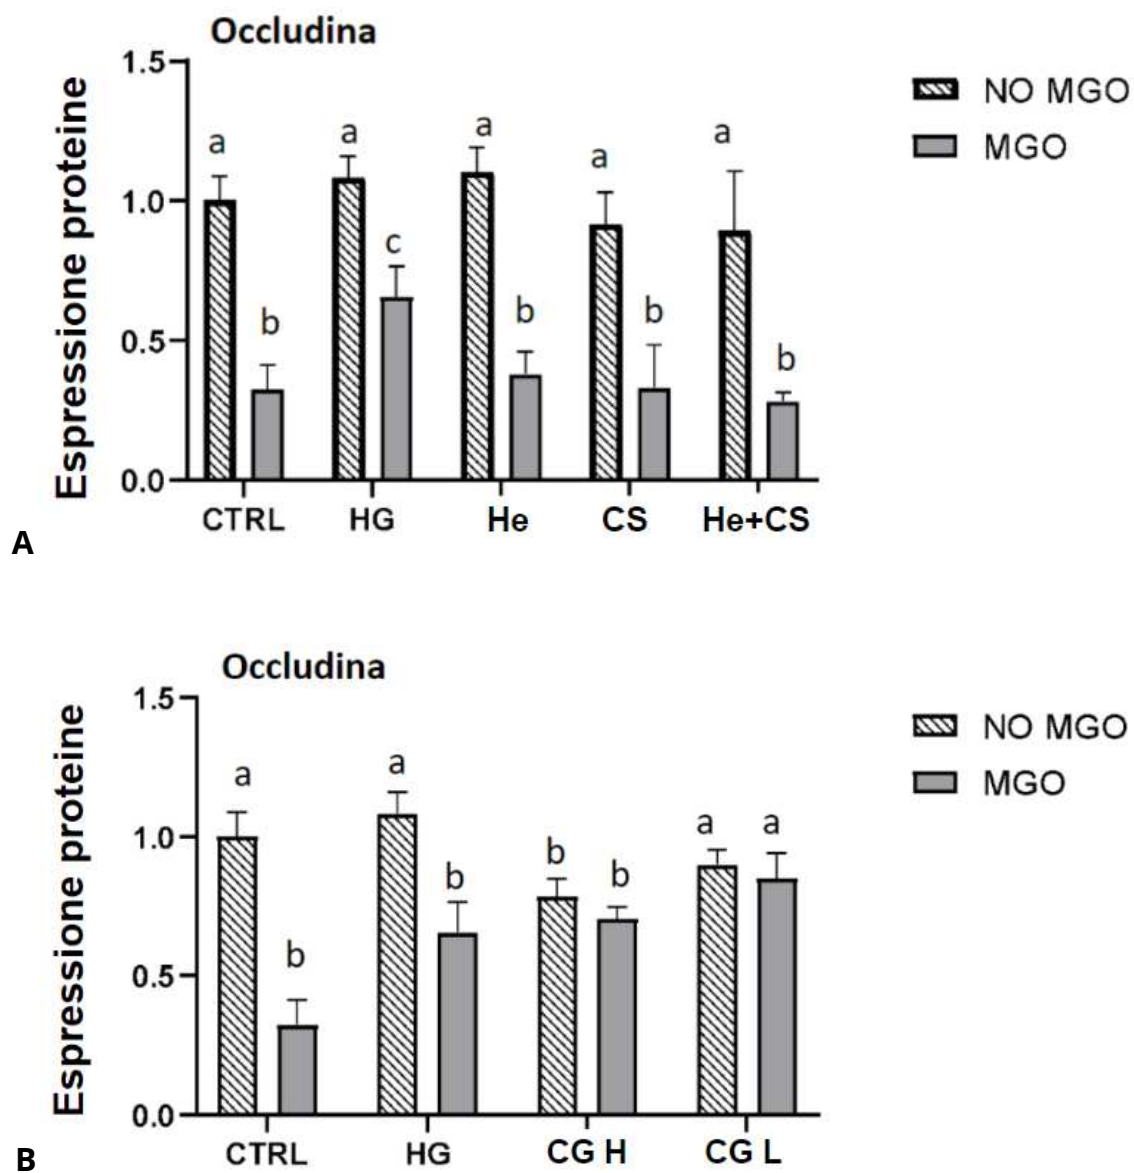 Occludina
1.5
1.0
0.5
0.0
Espressione proteine
a
b
a
c
a
b
a
b
a
b
CTRL HG He CS He+CS
NO MGO
MGO
A
Occludina
1.5
1.0
0.5
0.0
Espressione proteine
a
b
a
b
b
b
a
a
CTRL HG CG H CG L
NO MGO
MGO
B